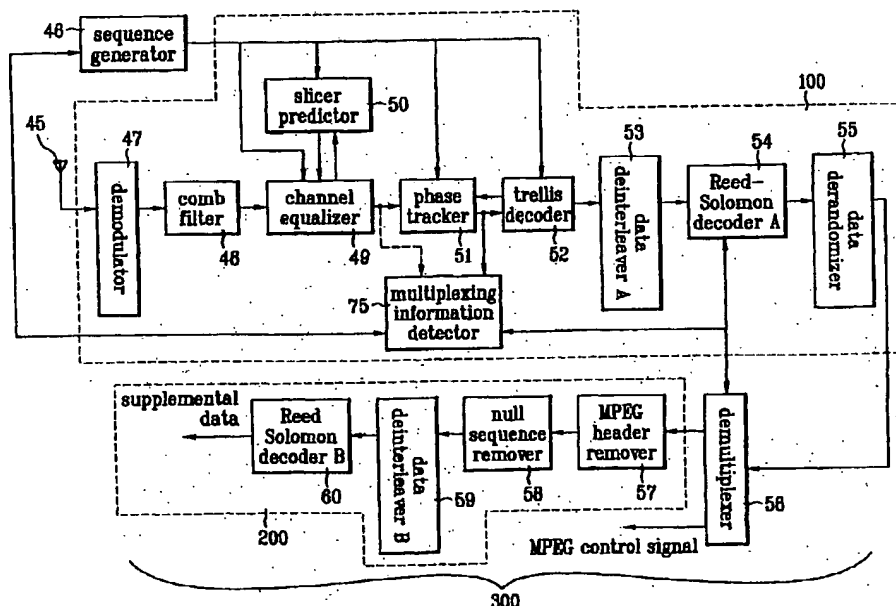 48
sequence
generator
slicer
predictor
50
100
45
47
demodulator
comb
filter
48
channel
equalizer
49
phase
tracker
51
trellis
decoder
52
53
data
deinterleaver A
54
Reed-
Solomon
decoder A
55
data
derandomizer
75
multiplexing
information
detector
supplemental
data
Reed
Solomon
decoder B
60
data
deinterleaver B
59
null
sequence
remover
58
MPEG
header
remover
57
demultiplexer
58
200
MPEG control signal
300